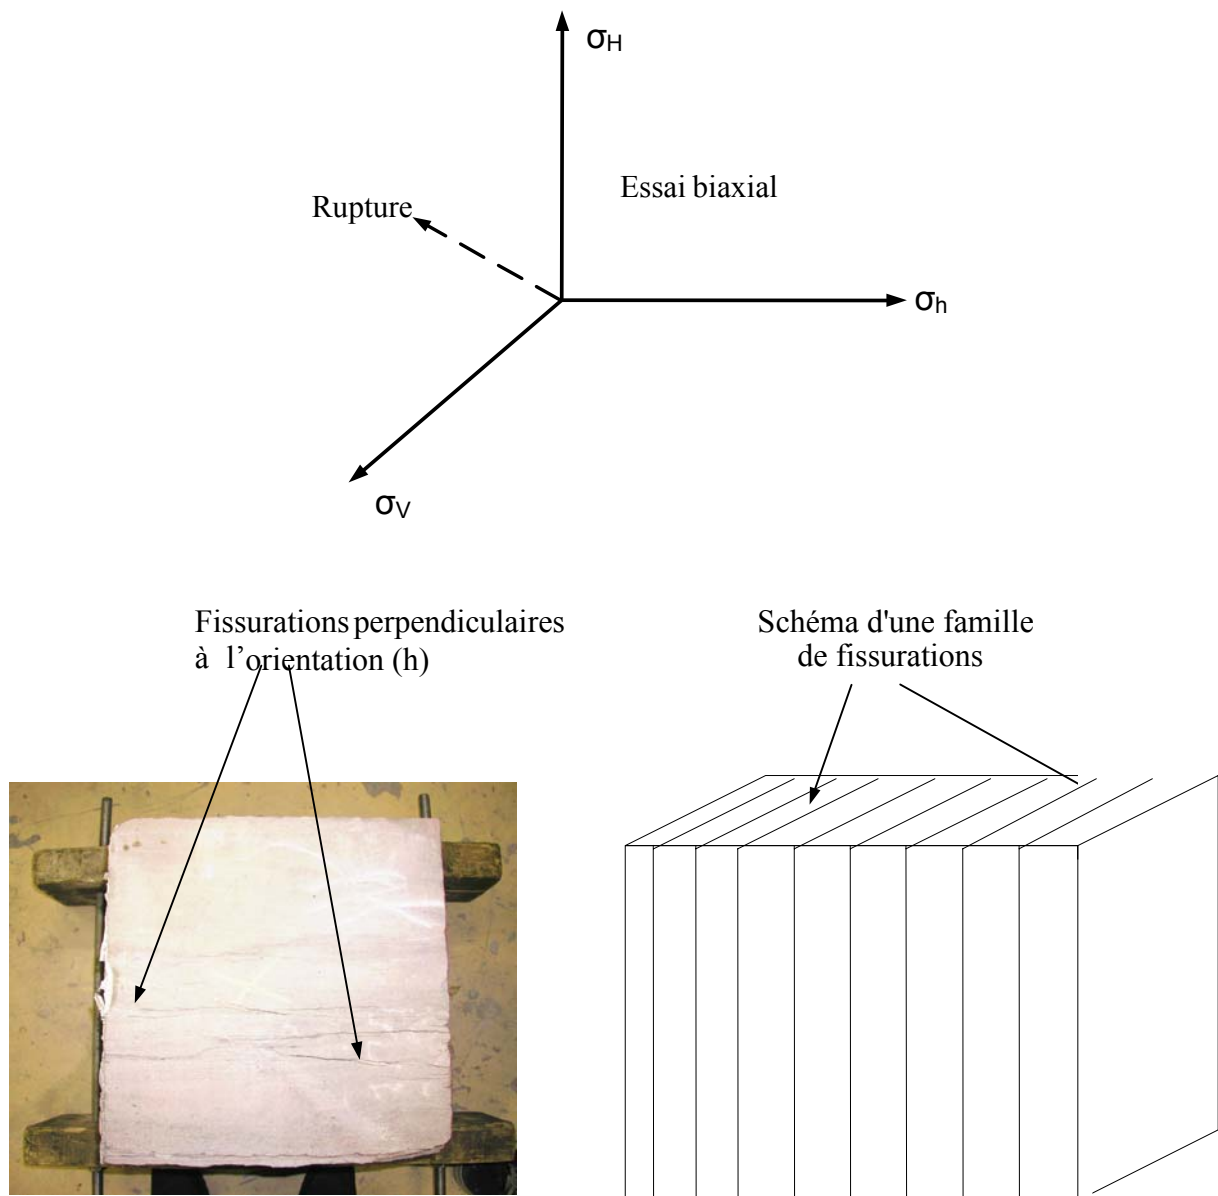 σH
Essai biaxial
Rupture
σh
σV
Fissurations perpendiculaires
à l’orientation (h)
Schéma d'une famille
de fissurations